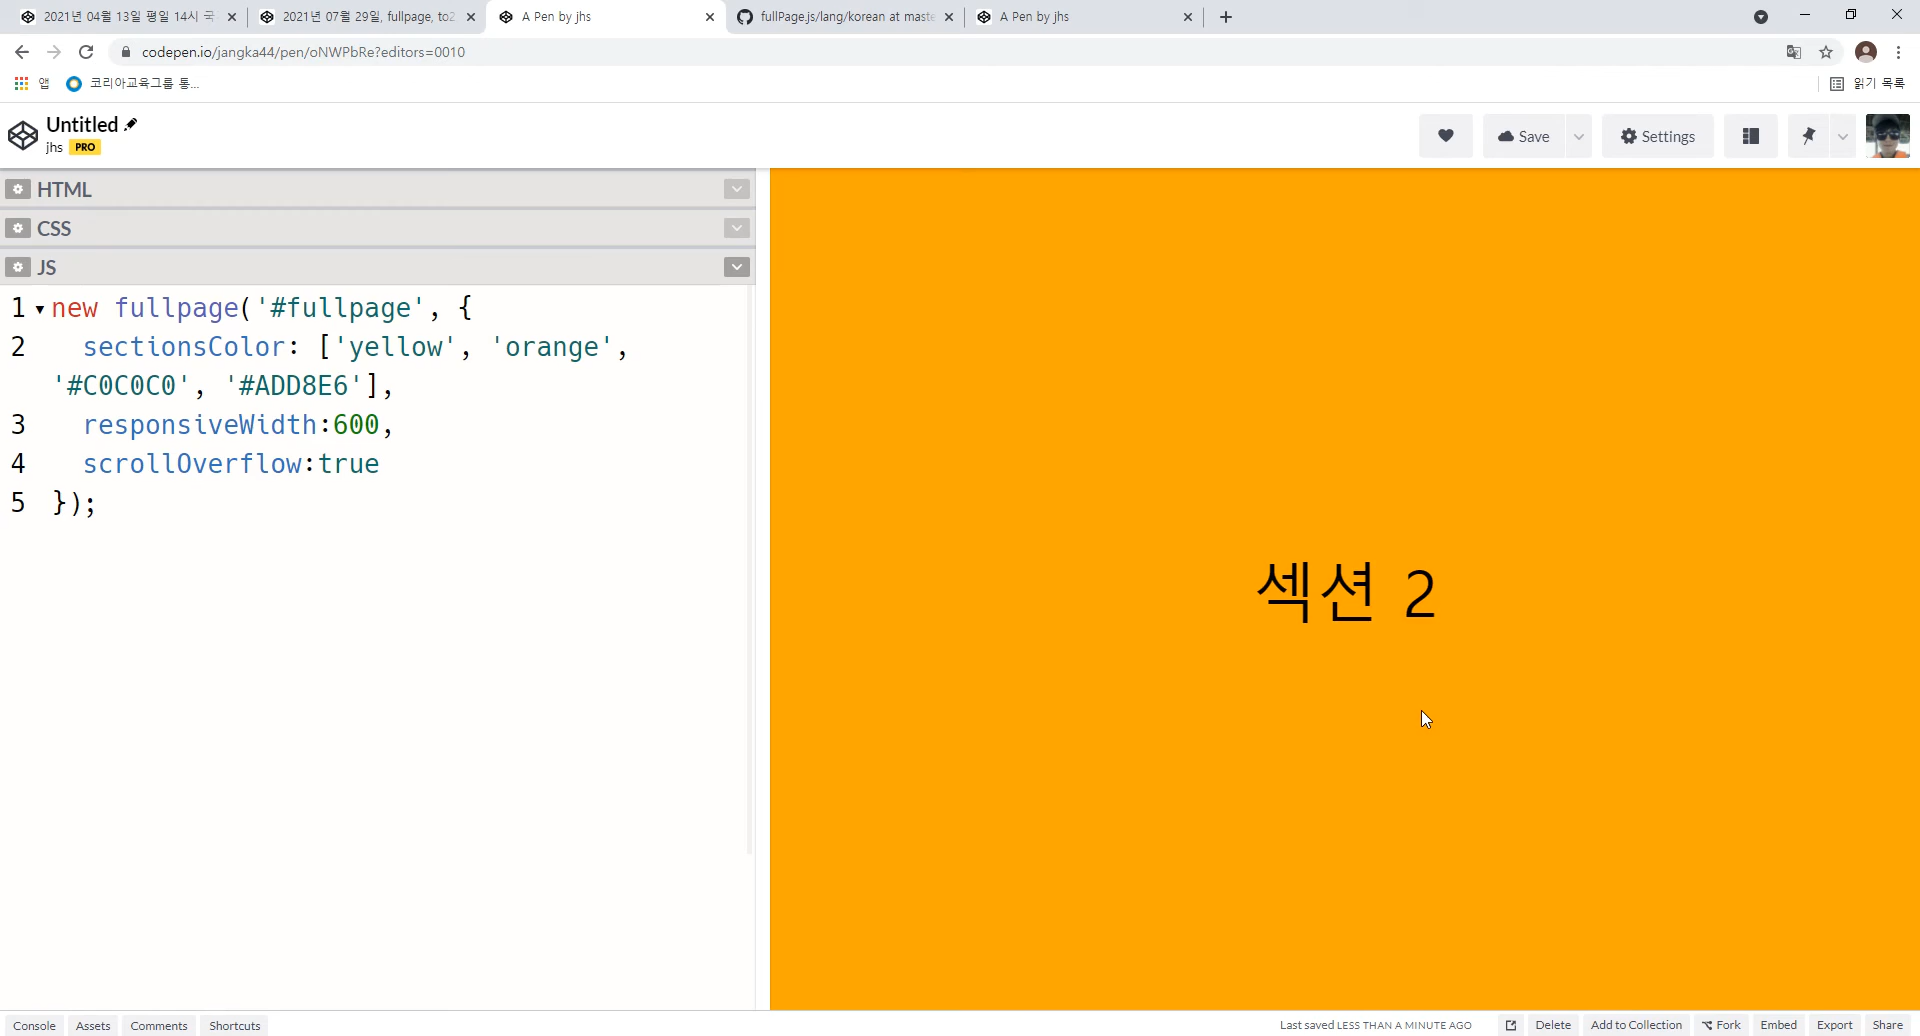 2021년 04월 13일 평일 14시 국
2021년 07월 29일, fullpage, to2
A Pen by jhs
fullPage.js/lang/korean at maste
A Pen by jhs
codepen.io/jangka44/pen/oNWPbRe?editors=0010
앱
코리아교육그룹 통...
읽기 목록
Untitled
jhs PRO
Save
Settings
HTML
CSS
JS
1 new fullpage('#fullpage', {
2 sectionsColor: ['yellow', 'orange',
'#C0C0C0', '#ADD8E6'],
3 responsiveWidth:600,
4 scrollOverflow:true
5 });
섹션 2
Console Assets Comments Shortcuts
Last saved LESS THAN A MINUTE AGO Delete Add to Collection Fork Embed Export Share